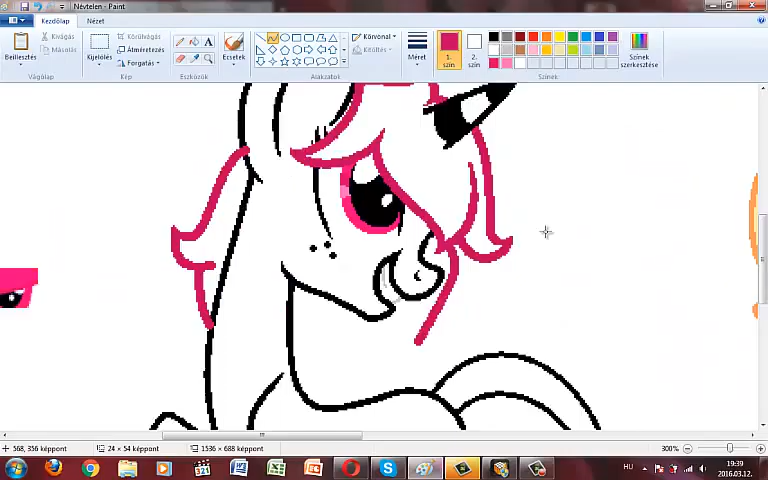 Névtelen - Paint
Kezdőlap Nézet
Beillesztés
Kivágás
Másolás
Vágólap
Kijelölés
Körülvágás
Átméretezés
Forgatás
Kép
A
Eszközök
Ecsetek
Körvonal
Kitöltés
Alakzatok
Méret
1. szín
2. szín
Színek
Színek szerkesztése
568, 356 képpont
24 × 54 képpont
1536 × 688 képpont
300%
321
HU
19:39
2016.03.12.